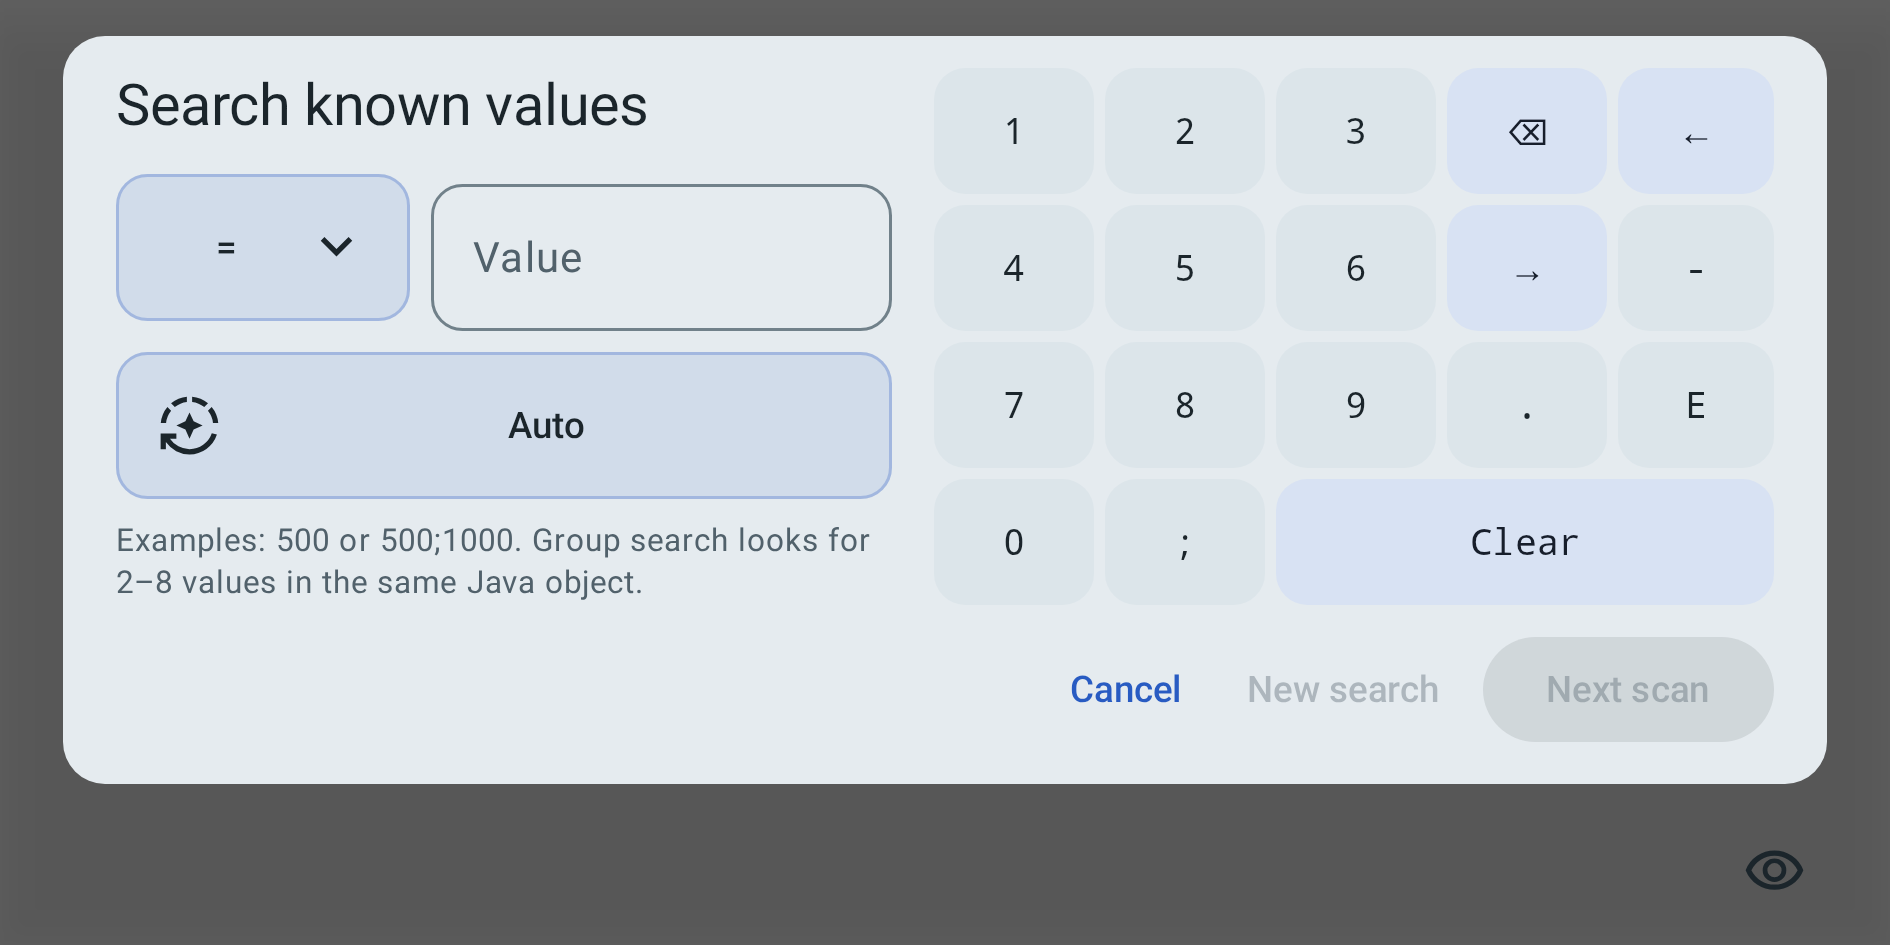 Search known values
=
Value
Auto
Examples: 500 or 500;1000. Group search looks for
2–8 values in the same Java object.
1 2 3 ⌫ ←
4 5 6 → -
7 8 9 . E
0 ; Clear
Cancel New search Next scan